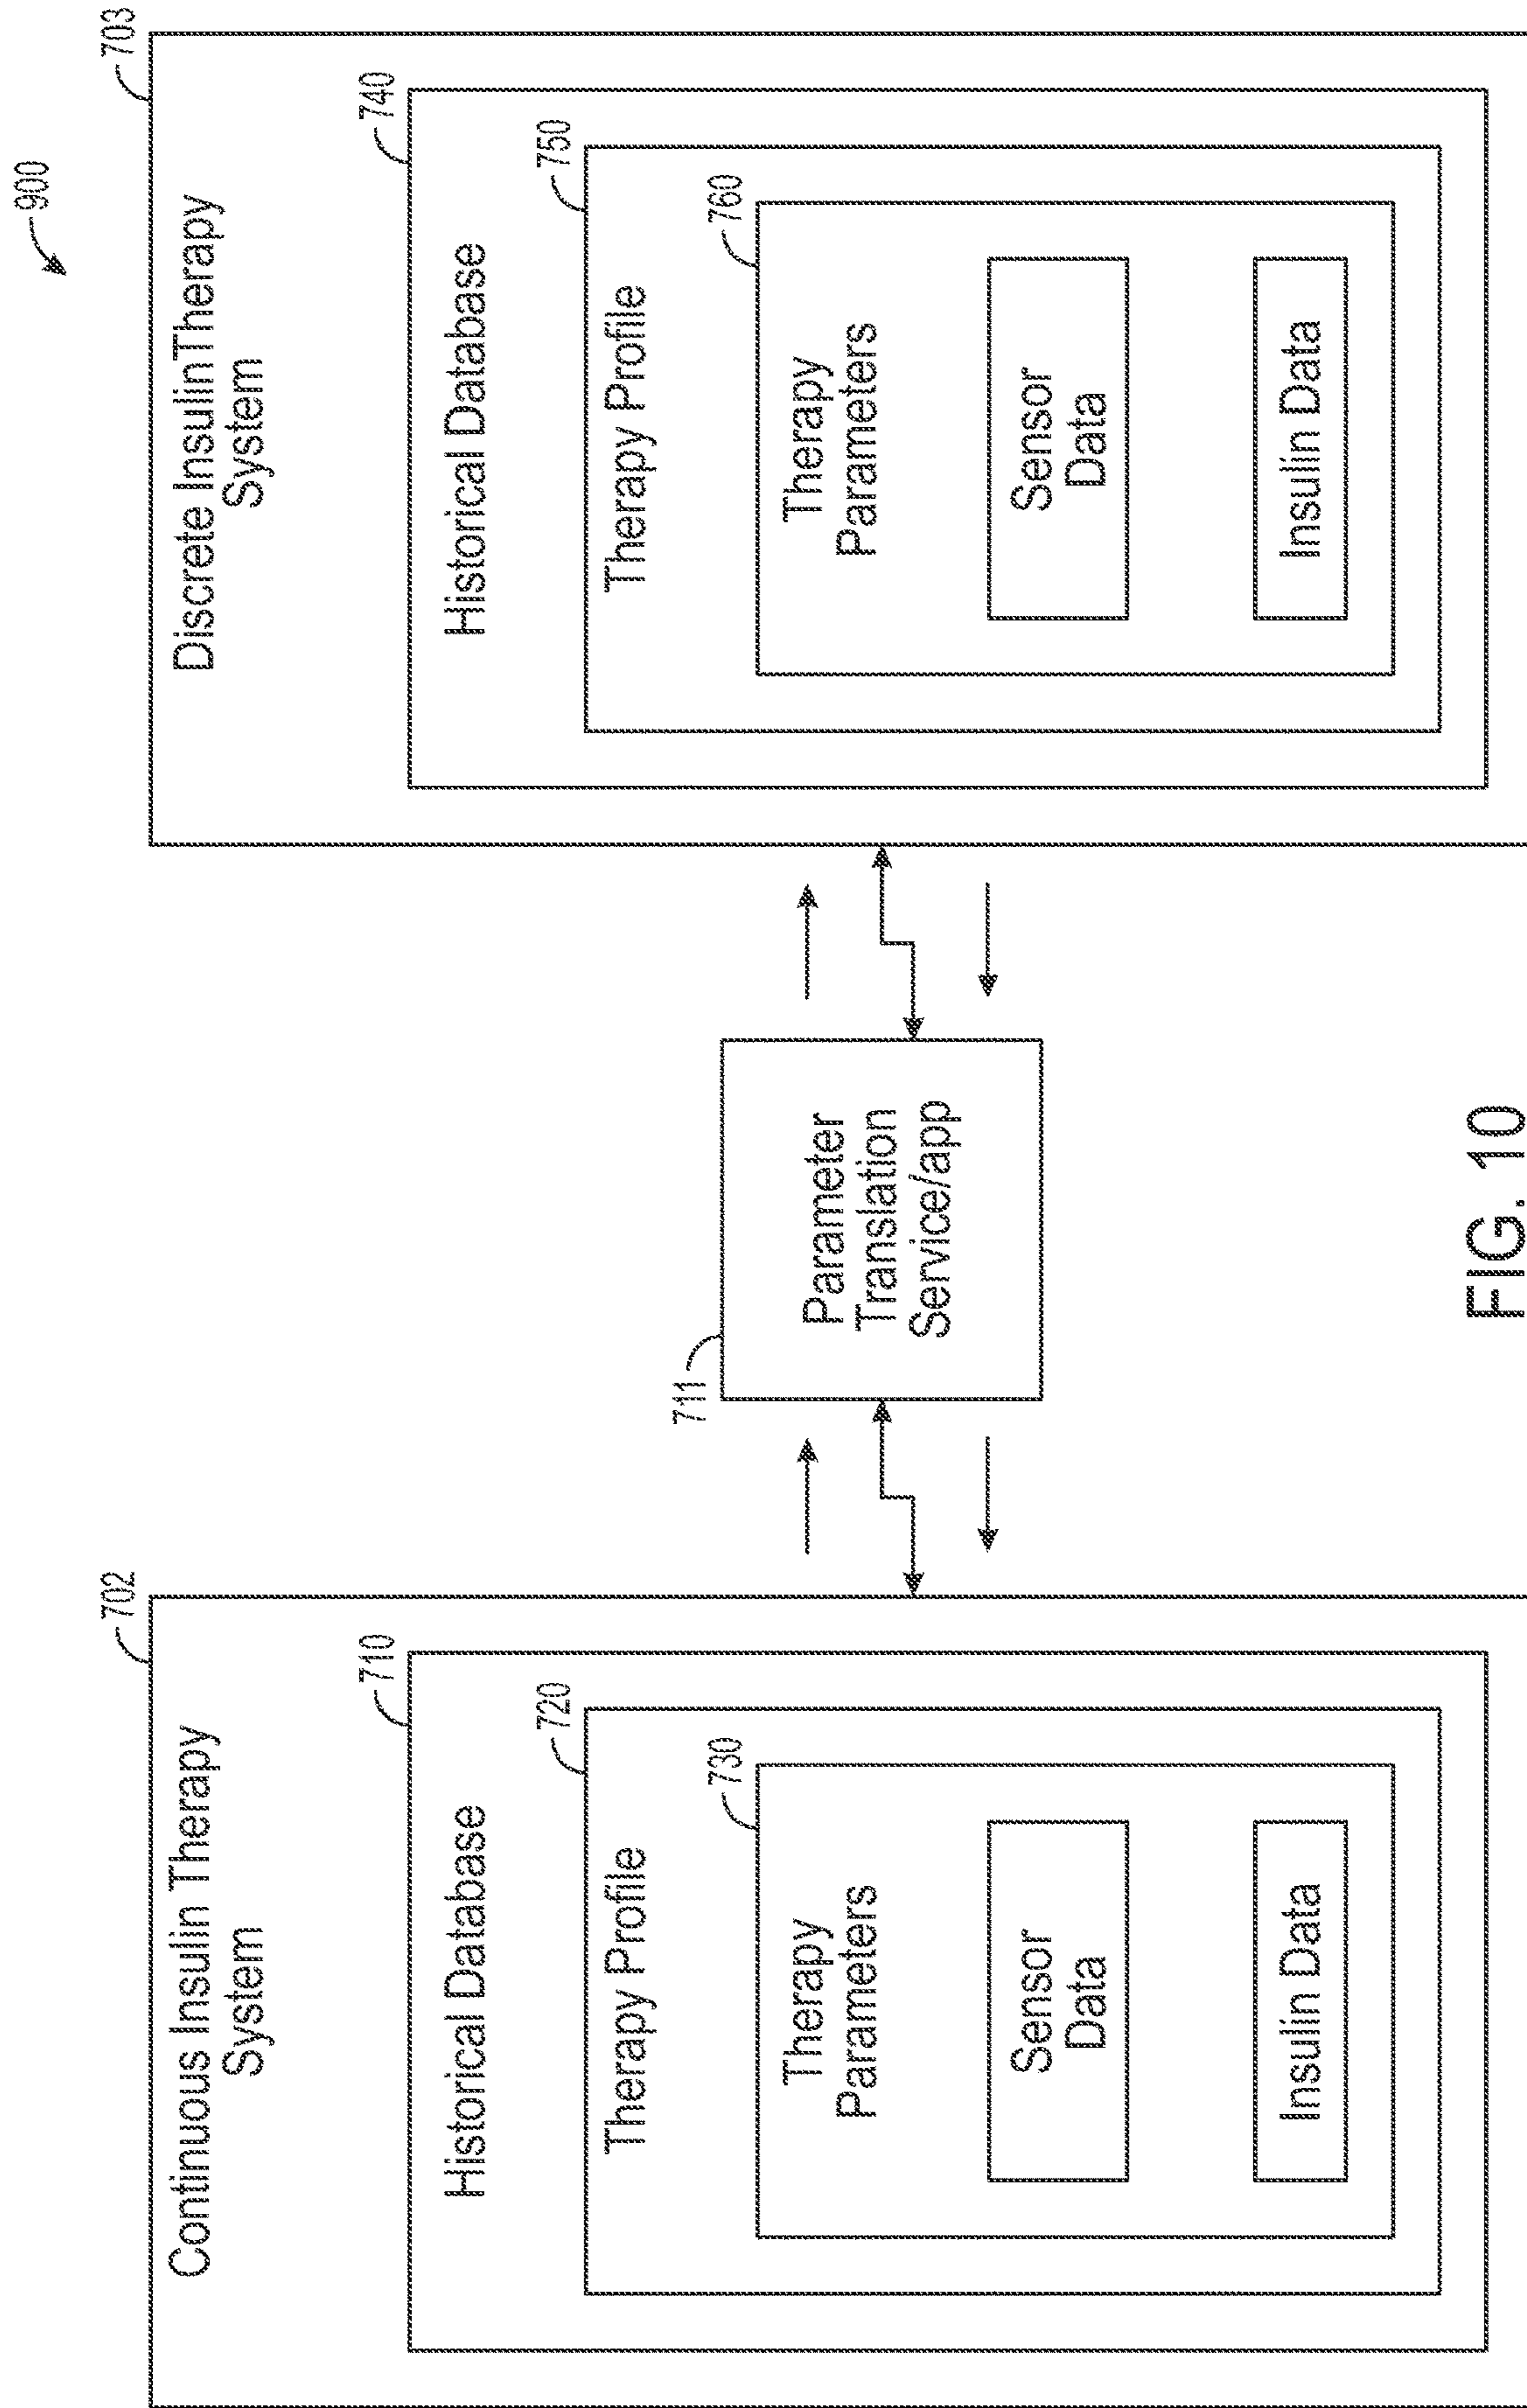 900
702
Continuous Insulin Therapy
System
710
Historical Database
720
Therapy Profile
730
Therapy
Parameters
Sensor
Data
Insulin Data
711
Parameter
Translation
Service/app
703
Discrete InsulinTherapy
System
740
Historical Database
750
Therapy Profile
760
Therapy
Parameters
Sensor
Data
Insulin Data
FIG. 10